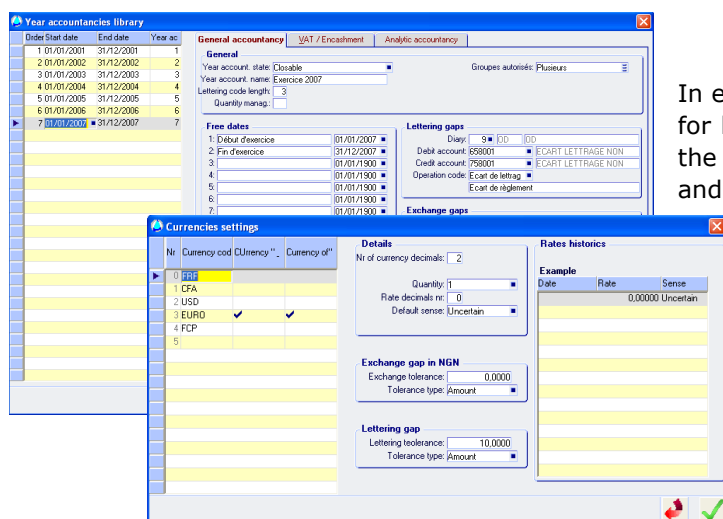 Year accountancies library
Order Start date End date Year ac
1 01/01/2001 31/12/2001 1
2 01/01/2002 31/12/2002 2
3 01/01/2003 31/12/2003 3
4 01/01/2004 31/12/2004 4
5 01/01/2005 31/12/2005 5
6 01/01/2006 31/12/2006 6
7 01/01/2007 31/12/2007 7
General accountancy VAT / Encashment Analytic accountancy
General
Year account. state: Closable Groupes autorisés: Plusieurs
Year account. name: Exercice 2007
Lettering code length: 3
Quantity manag.:
Free dates
1: Début d'exercice 01/01/2007
2: Fin d'exercice 31/12/2007
3: 01/01/1900
4: 01/01/1900
5: 01/01/1900
6: 01/01/1900
7: 01/01/1900
Lettering gaps
Diary: 9 OD OD
Debit account: 658001 ECART LETTRAGE NON
Credit account: 758001 ECART LETTRAGE NON
Operation code: Ecart de lettrag
Ecart de règlement
Exchange gaps
In e
for
the
and
Currencies settings
Nr Currency cod CUrrency "_ Currency of"
0 FRF
1 CFA
2 USD
3 EURO
4 FCP
5
Details
Nr of currency decimals: 2
Quantity: 1
Rate decimals nr: 0
Default sense: Uncertain
Exchange gap in NGN
Exchange tolerance: 0,0000
Tolerance type: Amount
Lettering gap
Lettering teolerance: 10,0000
Tolerance type: Amount
Rates historics
Example
Date Rate Sense
0,00000 Uncertain